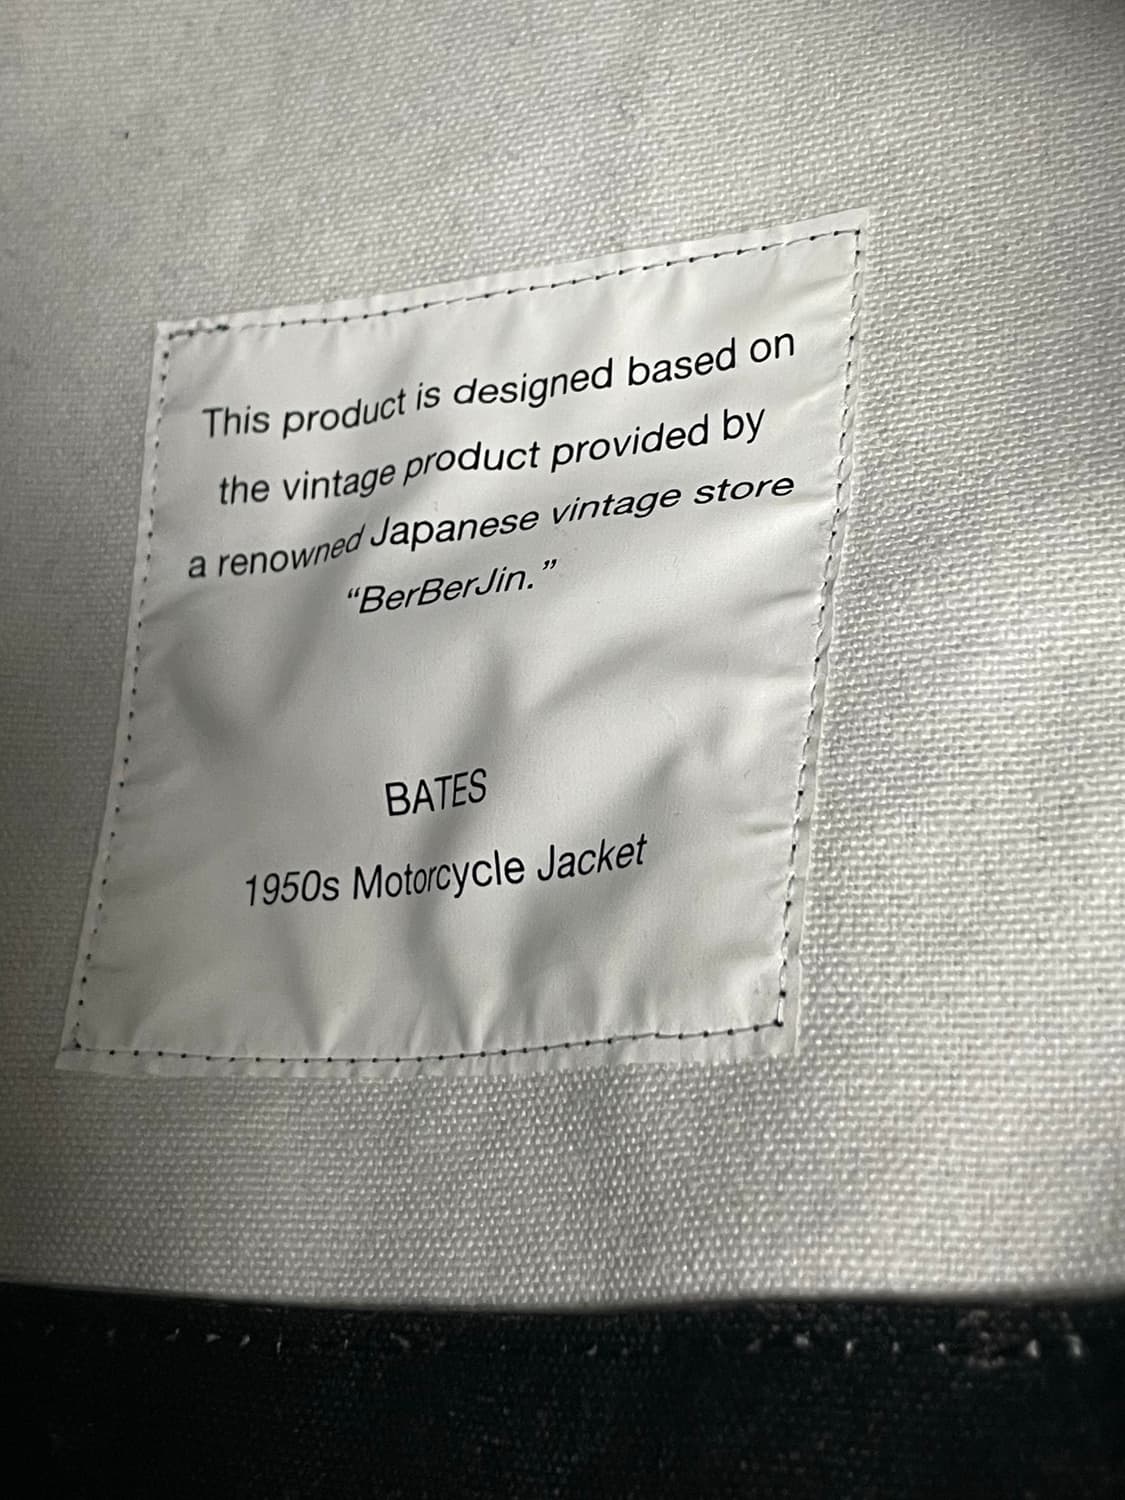 This product is designed based on
the vintage product provided by
a renowned Japanese vintage store
“BerBerJin.”
BATES
1950s Motorcycle Jacket